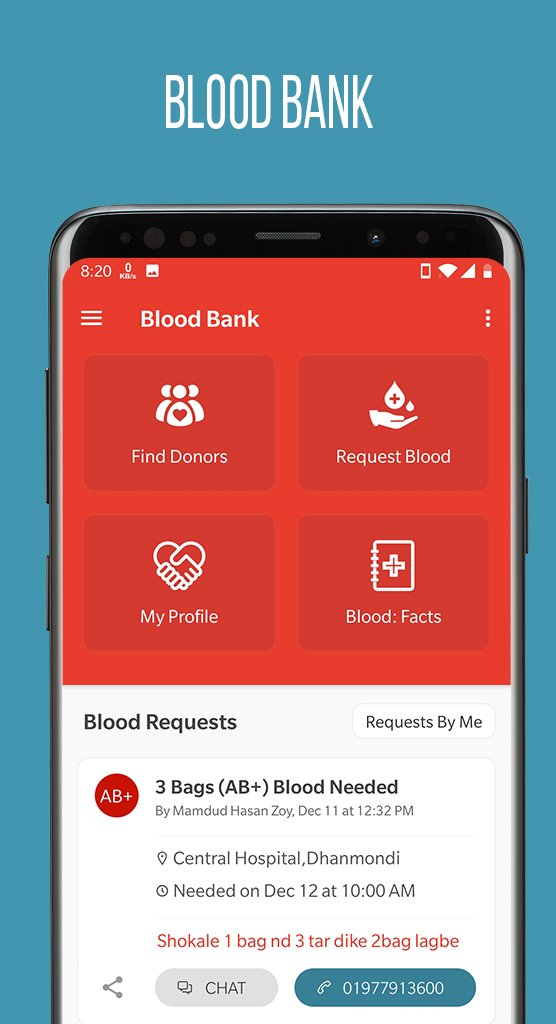 BLOOD BANK
8:20 0 KB/s
Blood Bank
Find Donors
Request Blood
My Profile
Blood: Facts
Blood Requests
Requests By Me
AB+
3 Bags (AB+) Blood Needed
By Mamdud Hasan Zoy, Dec 11 at 12:32 PM
Central Hospital,Dhanmondi
Needed on Dec 12 at 10:00 AM
Shokale 1 bag nd 3 tar dike 2bag lagbe
CHAT
01977913600